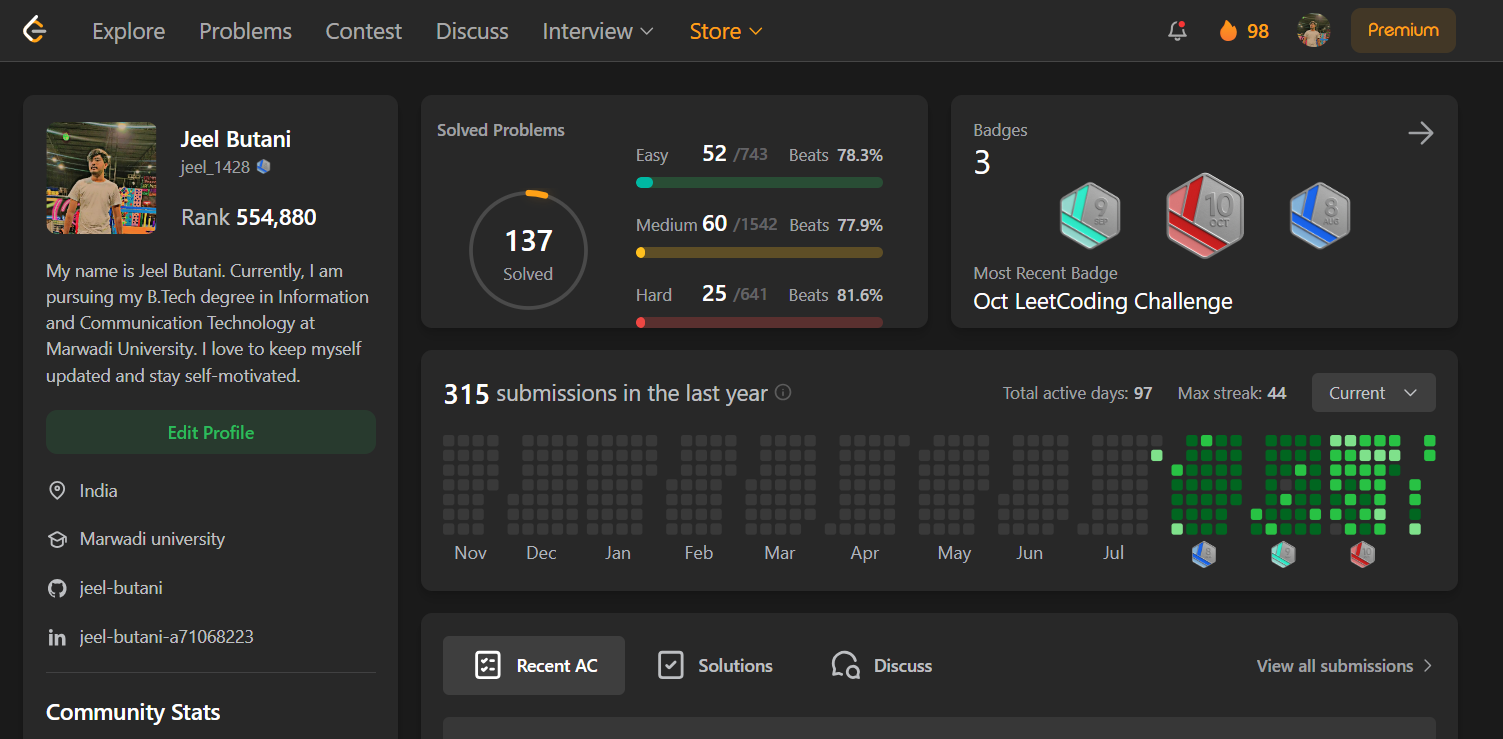 Explore Problems Contest Discuss Interview Store 98 Premium
Jeel Butani
jeel_1428
Rank 554,880
My name is Jeel Butani. Currently, I am
pursuing my B.Tech degree in Information
and Communication Technology at
Marwadi University. I love to keep myself
updated and stay self-motivated.
Edit Profile
India
Marwadi university
jeel-butani
jeel-butani-a71068223
Community Stats
Solved Problems
137
Solved
Easy 52 /743 Beats 78.3%
Medium 60 /1542 Beats 77.9%
Hard 25 /641 Beats 81.6%
Badges
3
9
SEP
10
OCT
8
AUG
Most Recent Badge
Oct LeetCoding Challenge
315 submissions in the last year
Total active days: 97 Max streak: 44 Current
Nov Dec Jan Feb Mar Apr May Jun Jul
8 9 10
Recent AC Solutions Discuss View all submissions